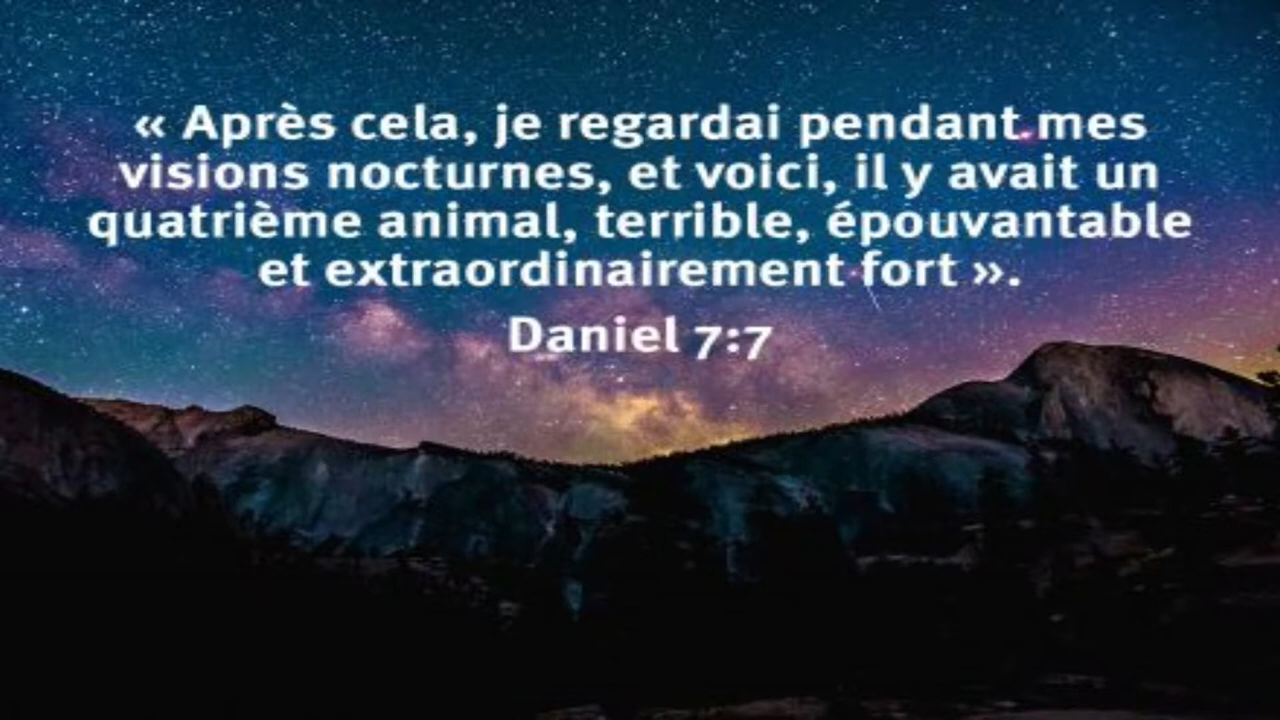 « Après cela, je regardai pendant mes
visions nocturnes, et voici, il y avait un
quatrième animal, terrible, épouvantable
et extraordinairement fort ».
Daniel 7:7